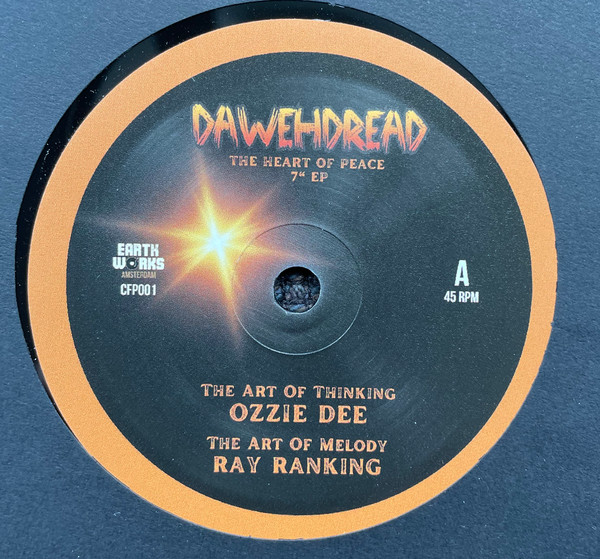 DAWEHDREAD
THE HEART OF PEACE
7“ EP
EARTH
WORKS
AMSTERDAM
CFP001
A
45 RPM
THE ART OF THINKING
OZZIE DEE
THE ART OF MELODY
RAY RANKING